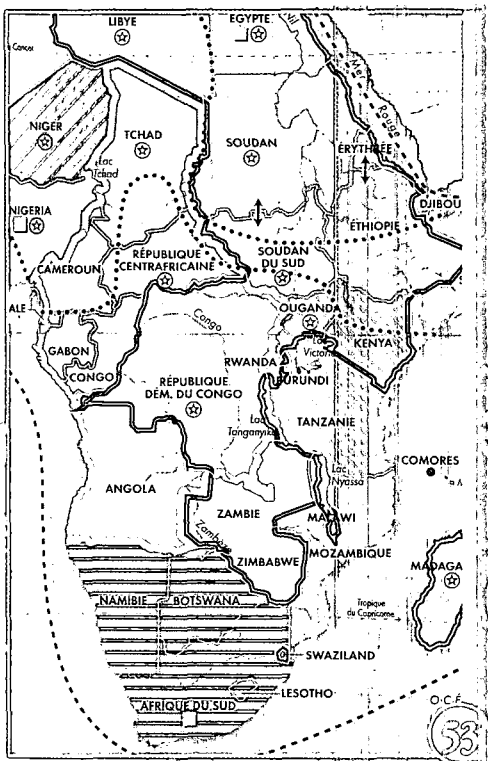 LIBYE
EGYPTE
Cancer
Mer
Rouge
NIGER
TCHAD
SOUDAN
ÉRYTHRÉE
Lac
Tchad
DJIBOU
NIGERIA
ÉTHIOPIE
RÉPUBLIQUE
CENTRAFRICAINE
SOUDAN
DU SUD
CAMEROUN
ALE
OUGANDA
Congo
Lac
Victoria
KENYA
GABON
CONGO
RWANDA
BURUNDI
RÉPUBLIQUE
DÉM. DU CONGO
TANZANIE
Lac
Tanganyika
COMORES
Lac
Nyassa
ANGOLA
ZAMBIE
MALAWI
MOZAMBIQUE
ZIMBABWE
MADAGA
NAMIBIE
BOTSWANA
Tropique
du Capricorne
SWAZILAND
LESOTHO
AFRIQUE DU SUD
O.C.F.
53